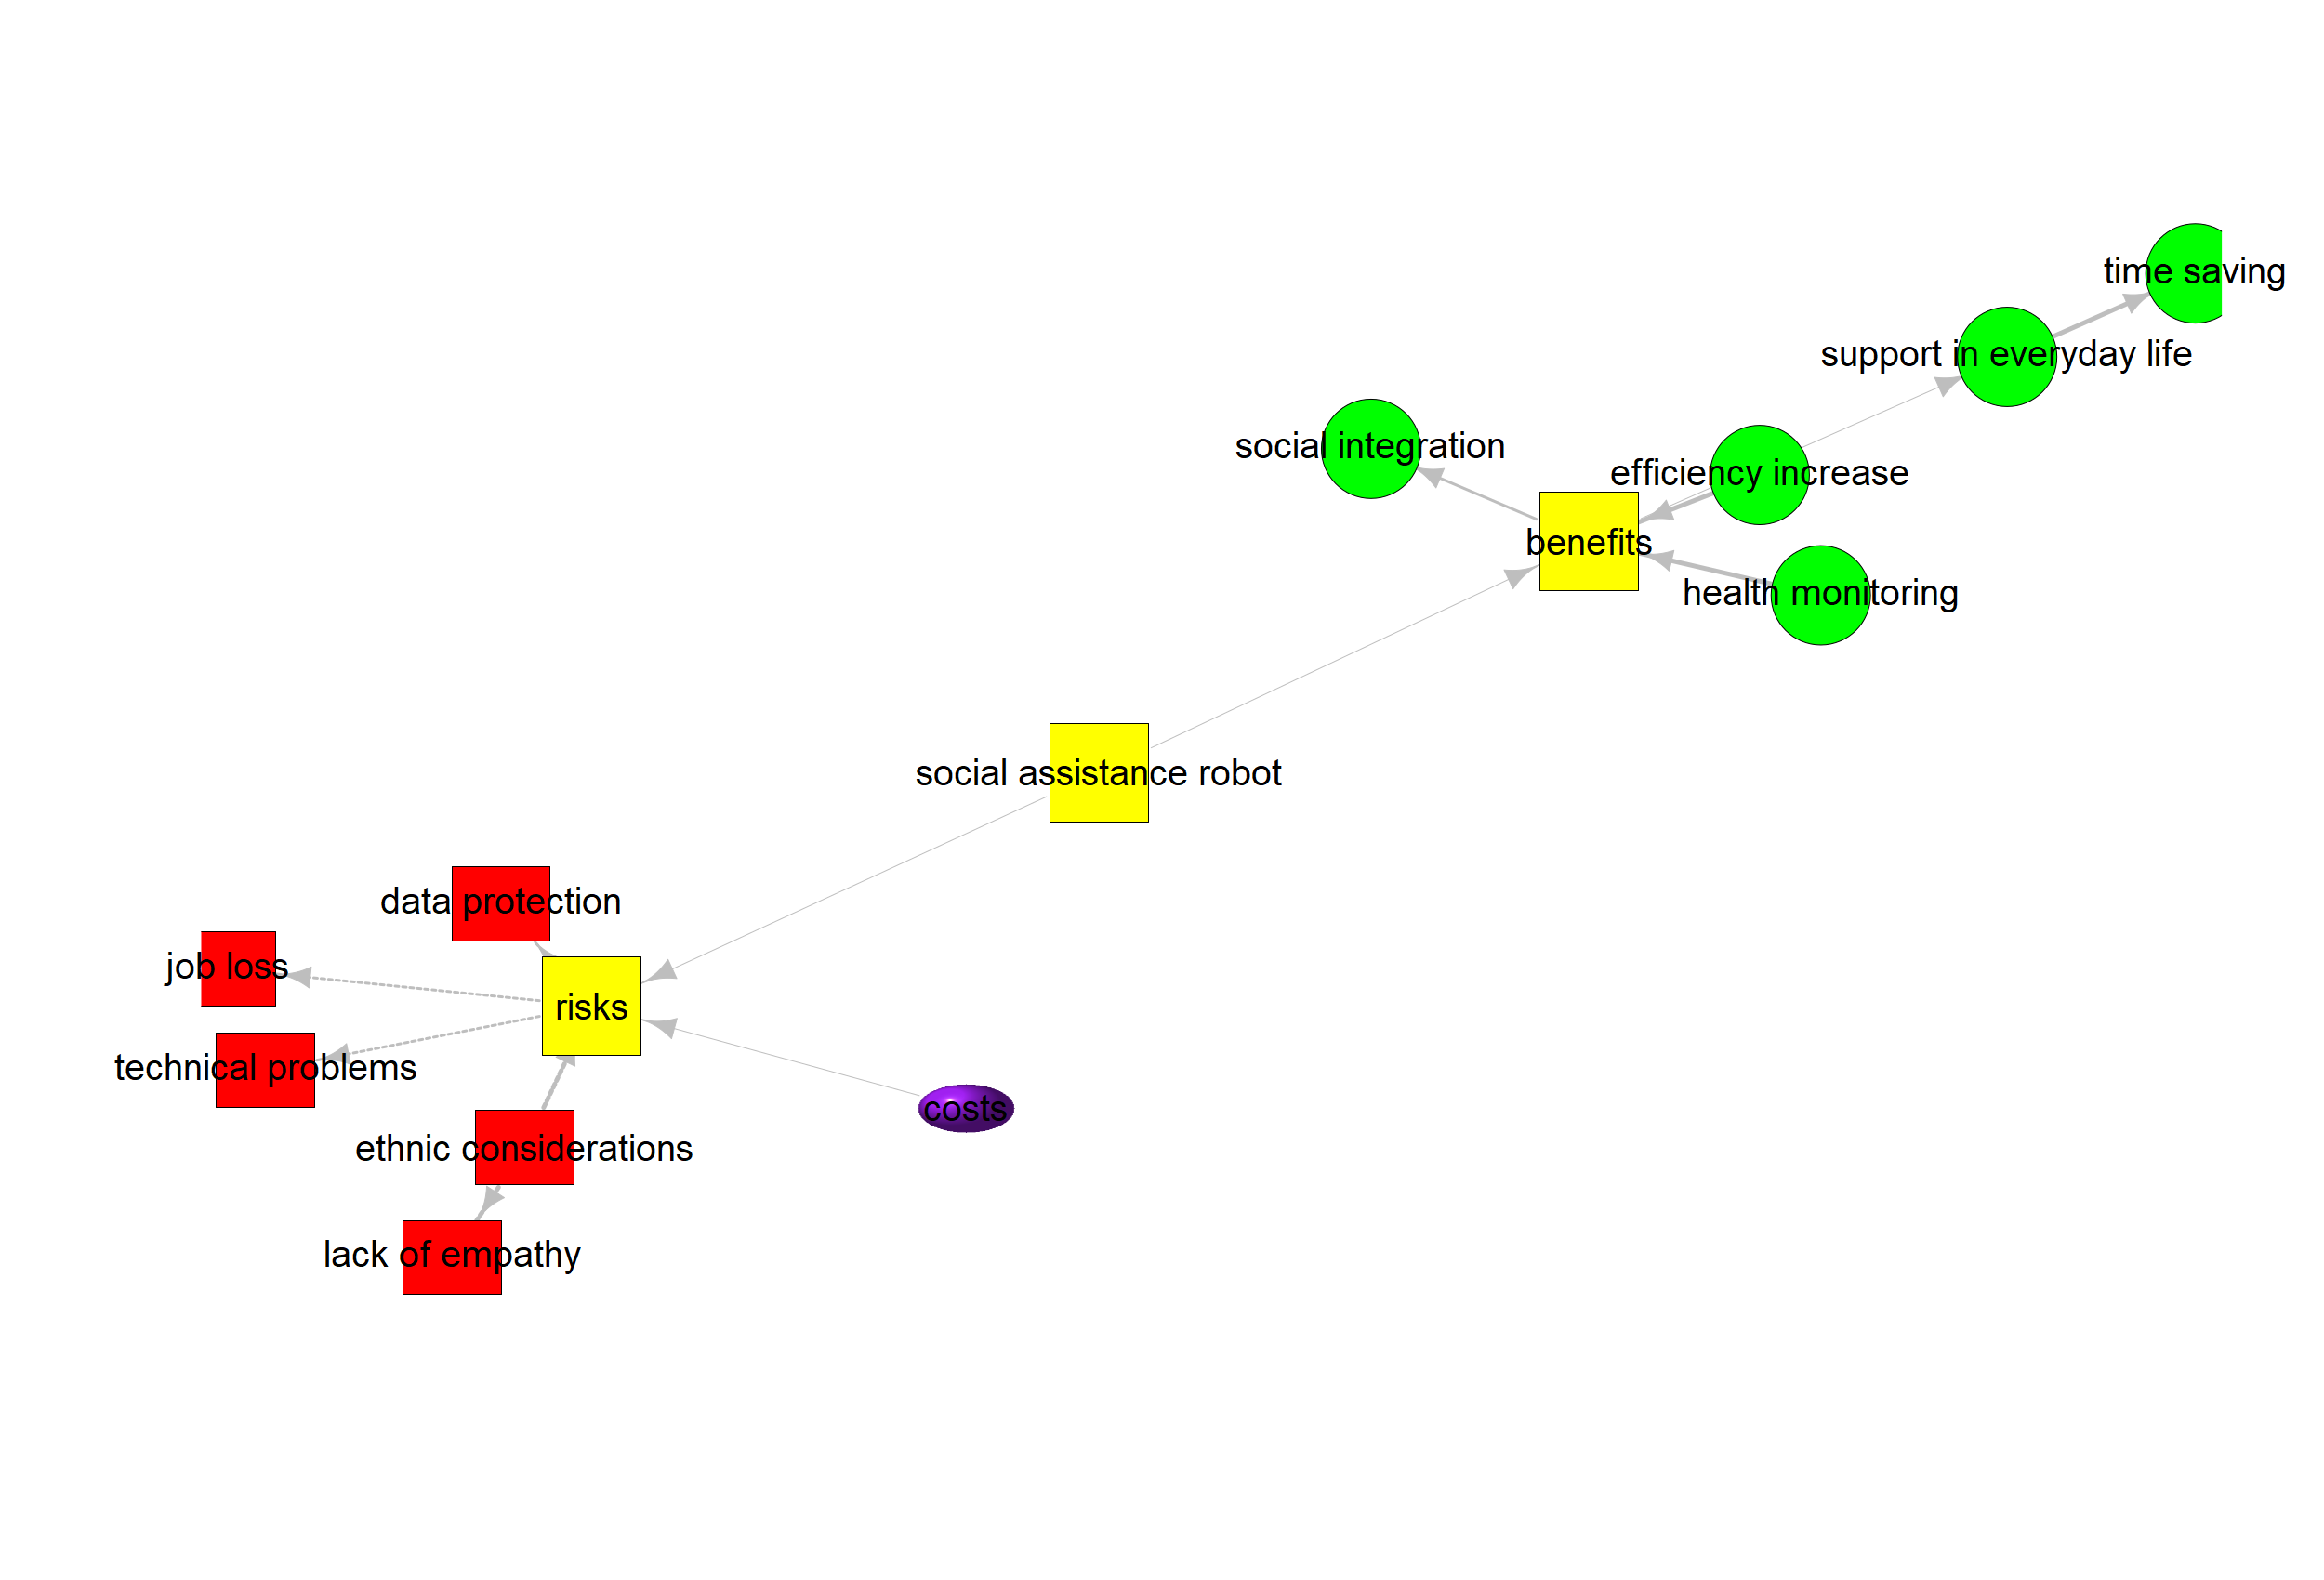 time saving
support in everyday life
social integration
efficiency increase
benefits
health monitoring
social assistance robot
data protection
job loss
risks
technical problems
costs
ethnic considerations
lack of empathy